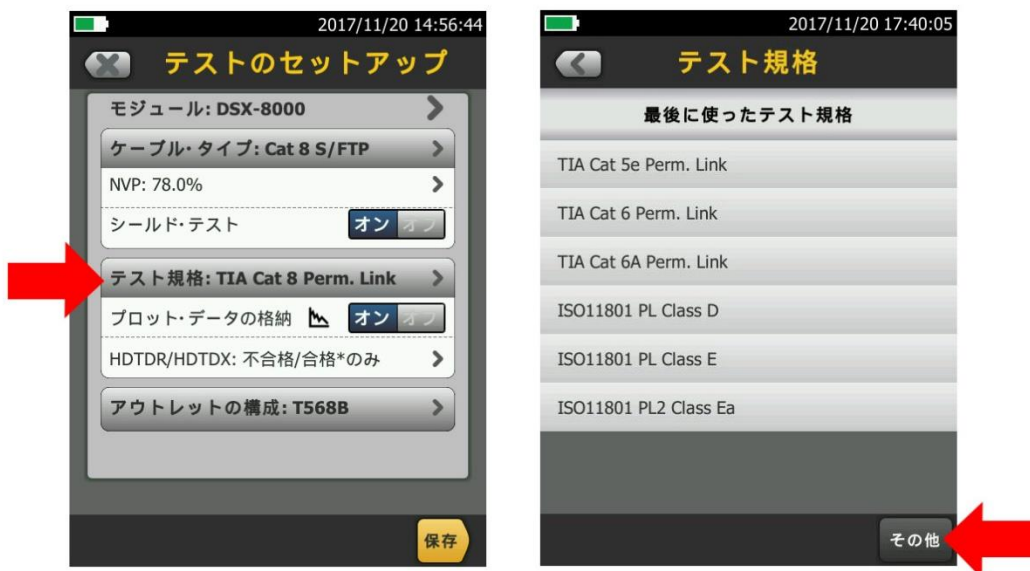 2017/11/20 14:56:44
テストのセットアップ
モジュール: DSX-8000
ケーブル・タイプ: Cat 8 S/FTP
NVP: 78.0%
シールド・テスト オン オフ
テスト規格: TIA Cat 8 Perm. Link
プロット・データの格納 オン オフ
HDTDR/HDTDX: 不合格/合格*のみ
アウトレットの構成: T568B
保存
2017/11/20 17:40:05
テスト規格
最後に使ったテスト規格
TIA Cat 5e Perm. Link
TIA Cat 6 Perm. Link
TIA Cat 6A Perm. Link
ISO11801 PL Class D
ISO11801 PL Class E
ISO11801 PL2 Class Ea
その他